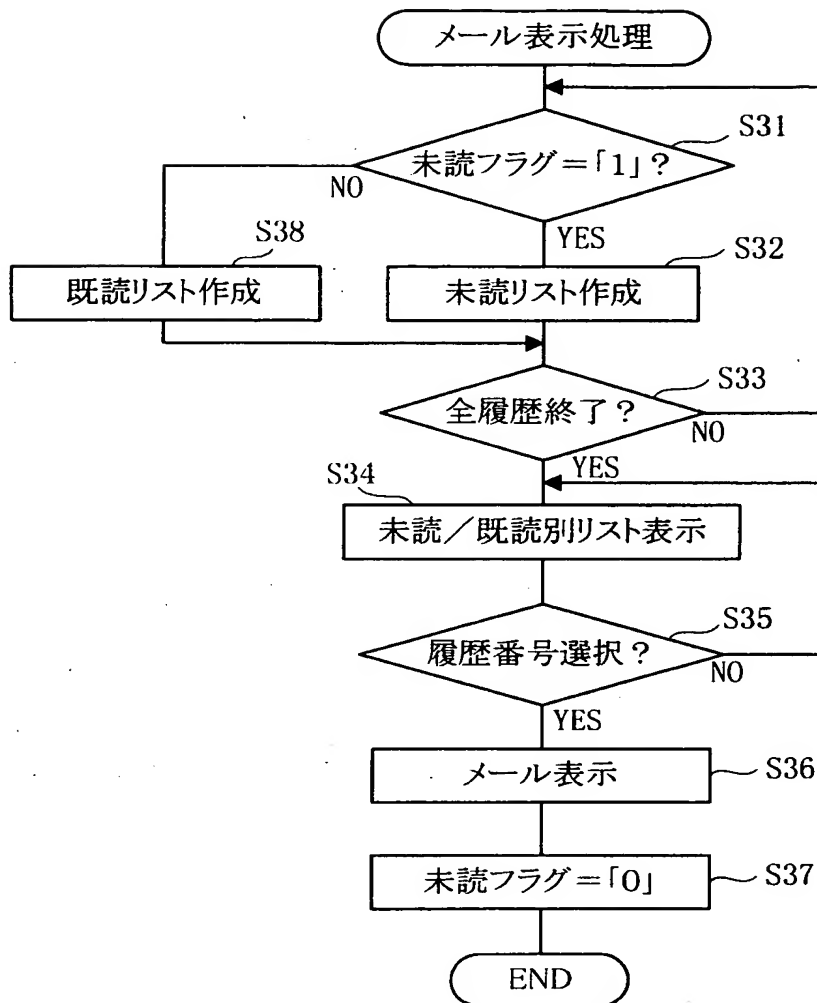 メール表示処理
S31
未読フラグ=「1」?
NO
YES
S38
S32
既読リスト作成
未読リスト作成
S33
全履歴終了?
NO
YES
S34
未読/既読別リスト表示
S35
履歴番号選択?
NO
YES
メール表示
S36
未読フラグ=「0」
S37
END